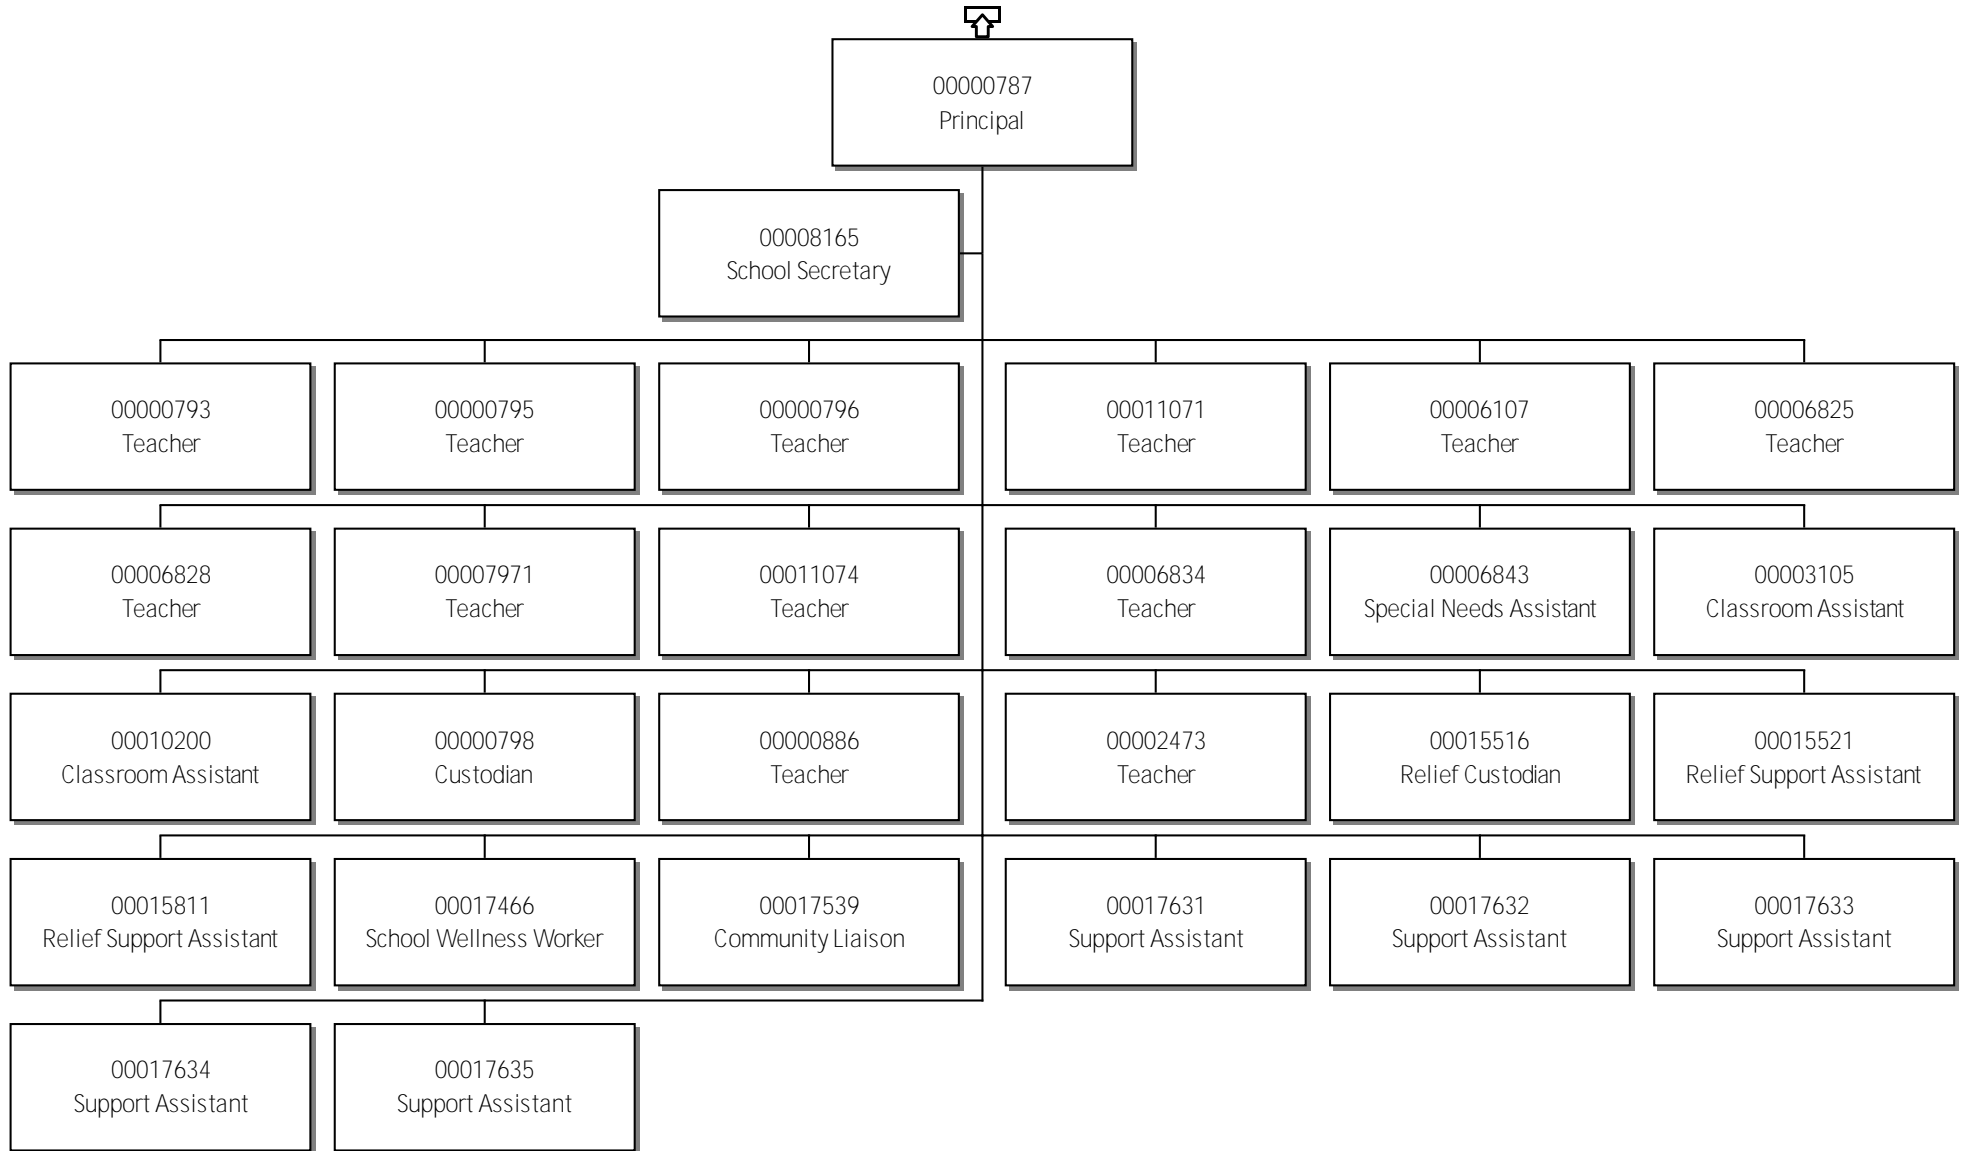 00000787
Principal
00008165
School Secretary
00000793
Teacher
00000795
Teacher
00000796
Teacher
00011071
Teacher
00006107
Teacher
00006825
Teacher
00006828
Teacher
00007971
Teacher
00011074
Teacher
00006834
Teacher
00006843
Special Needs Assistant
00003105
Classroom Assistant
00010200
Classroom Assistant
00000798
Custodian
00000886
Teacher
00002473
Teacher
00015516
Relief Custodian
00015521
Relief Support Assistant
00015811
Relief Support Assistant
00017466
School Wellness Worker
00017539
Community Liaison
00017631
Support Assistant
00017632
Support Assistant
00017633
Support Assistant
00017634
Support Assistant
00017635
Support Assistant